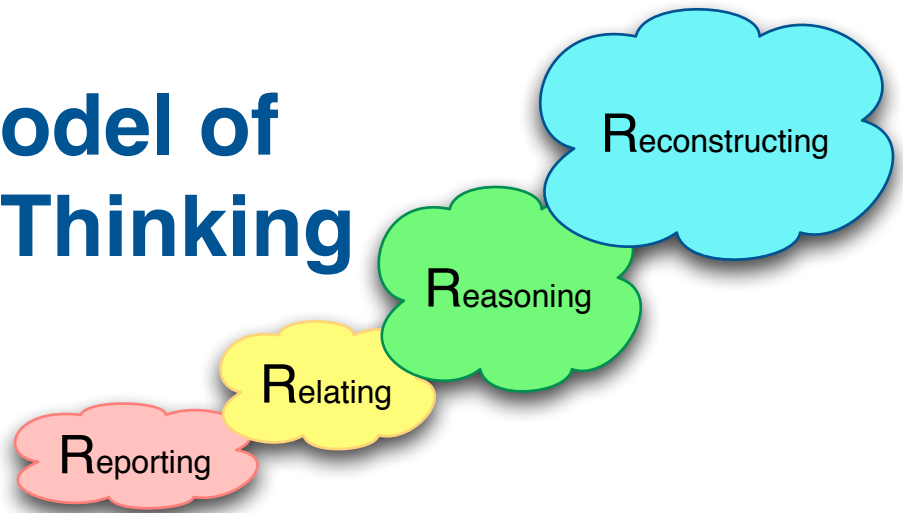 odel of
Thinking
Reconstructing
Reasoning
Relating
Reporting